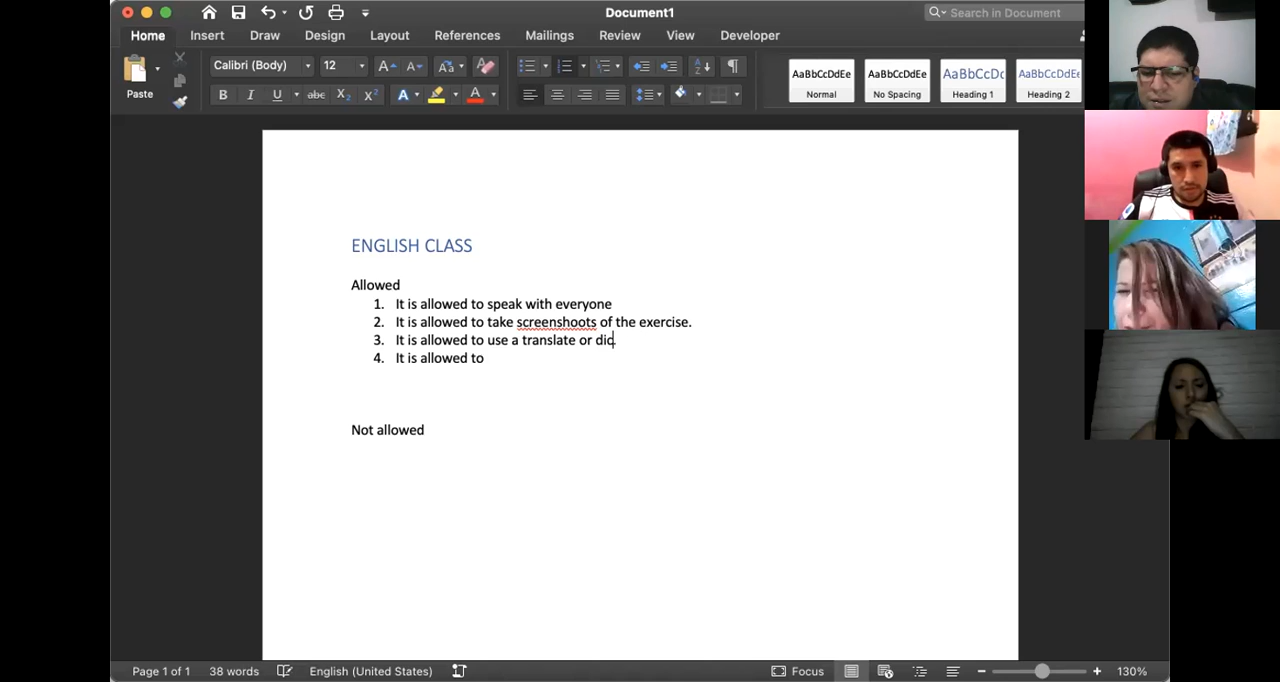 Document1
Search in Document
Home Insert Draw Design Layout References Mailings Review View Developer
Paste
Calibri (Body) 12
AaBbCcDdEe AaBbCcDdEe AaBbCcDc AaBbCcDdEe
Normal No Spacing Heading 1 Heading 2
ENGLISH CLASS
Allowed
1. It is allowed to speak with everyone
2. It is allowed to take screenshoots of the exercise.
3. It is allowed to use a translate or dic.
4. It is allowed to
Not allowed
Page 1 of 1 38 words English (United States) Focus 130%